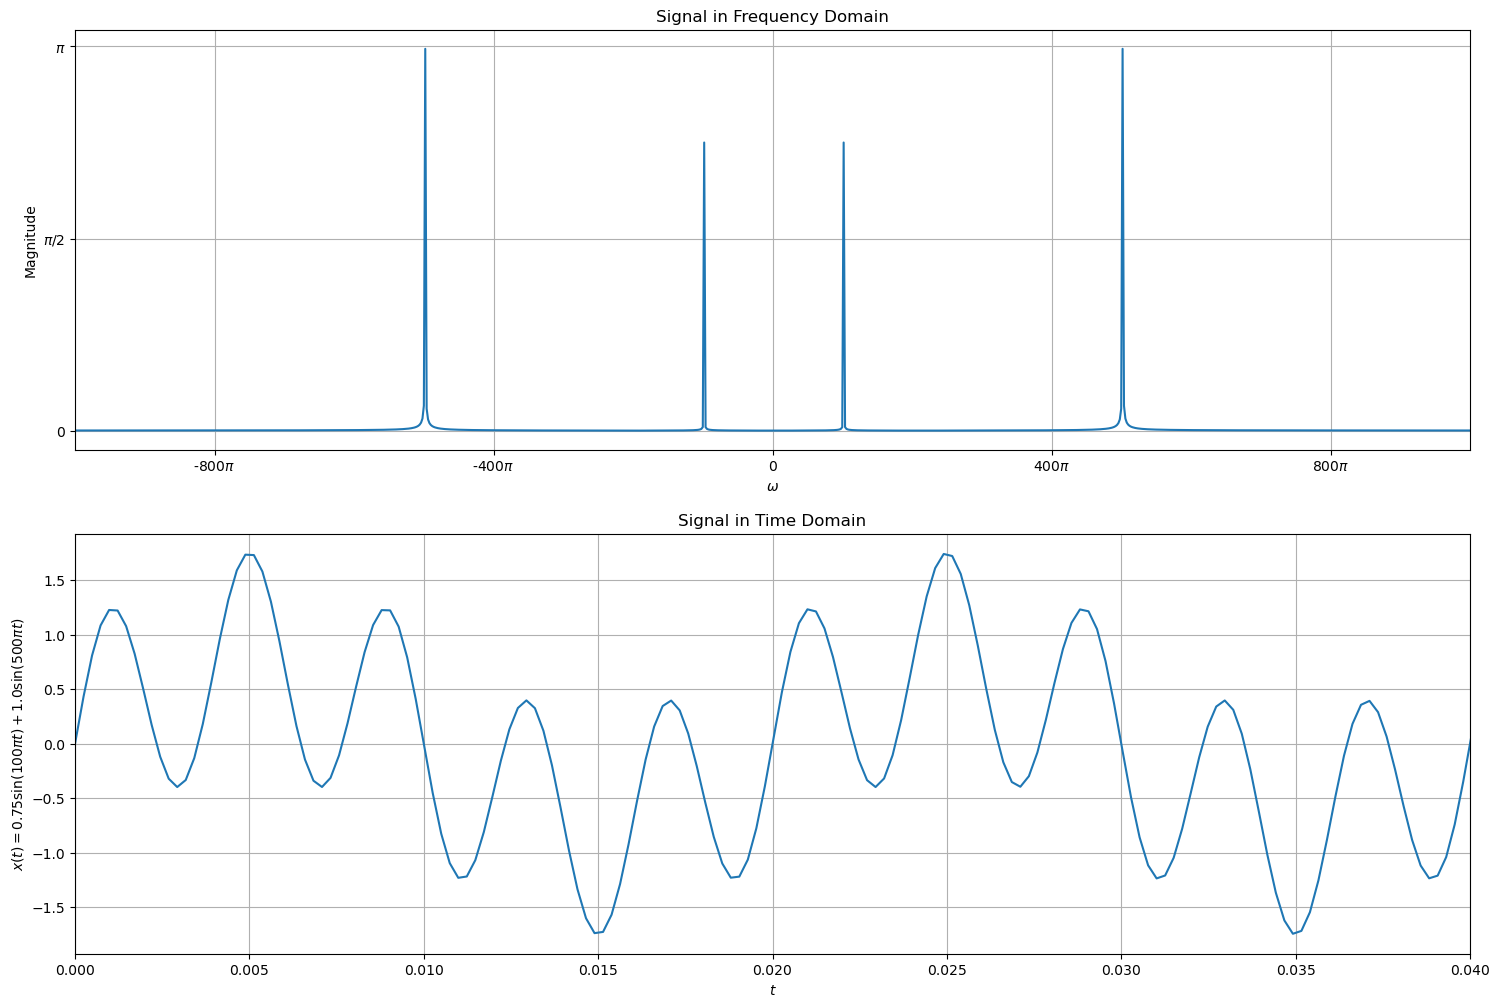 Signal in Frequency Domain
Magnitude
π
π/2
0
-800π -400π 0 400π 800π
ω
Signal in Time Domain
x(t) = 0.75sin(100πt) + 1.0sin(500πt)
1.5
1.0
0.5
0.0
−0.5
−1.0
−1.5
0.000 0.005 0.010 0.015 0.020 0.025 0.030 0.035 0.040
t